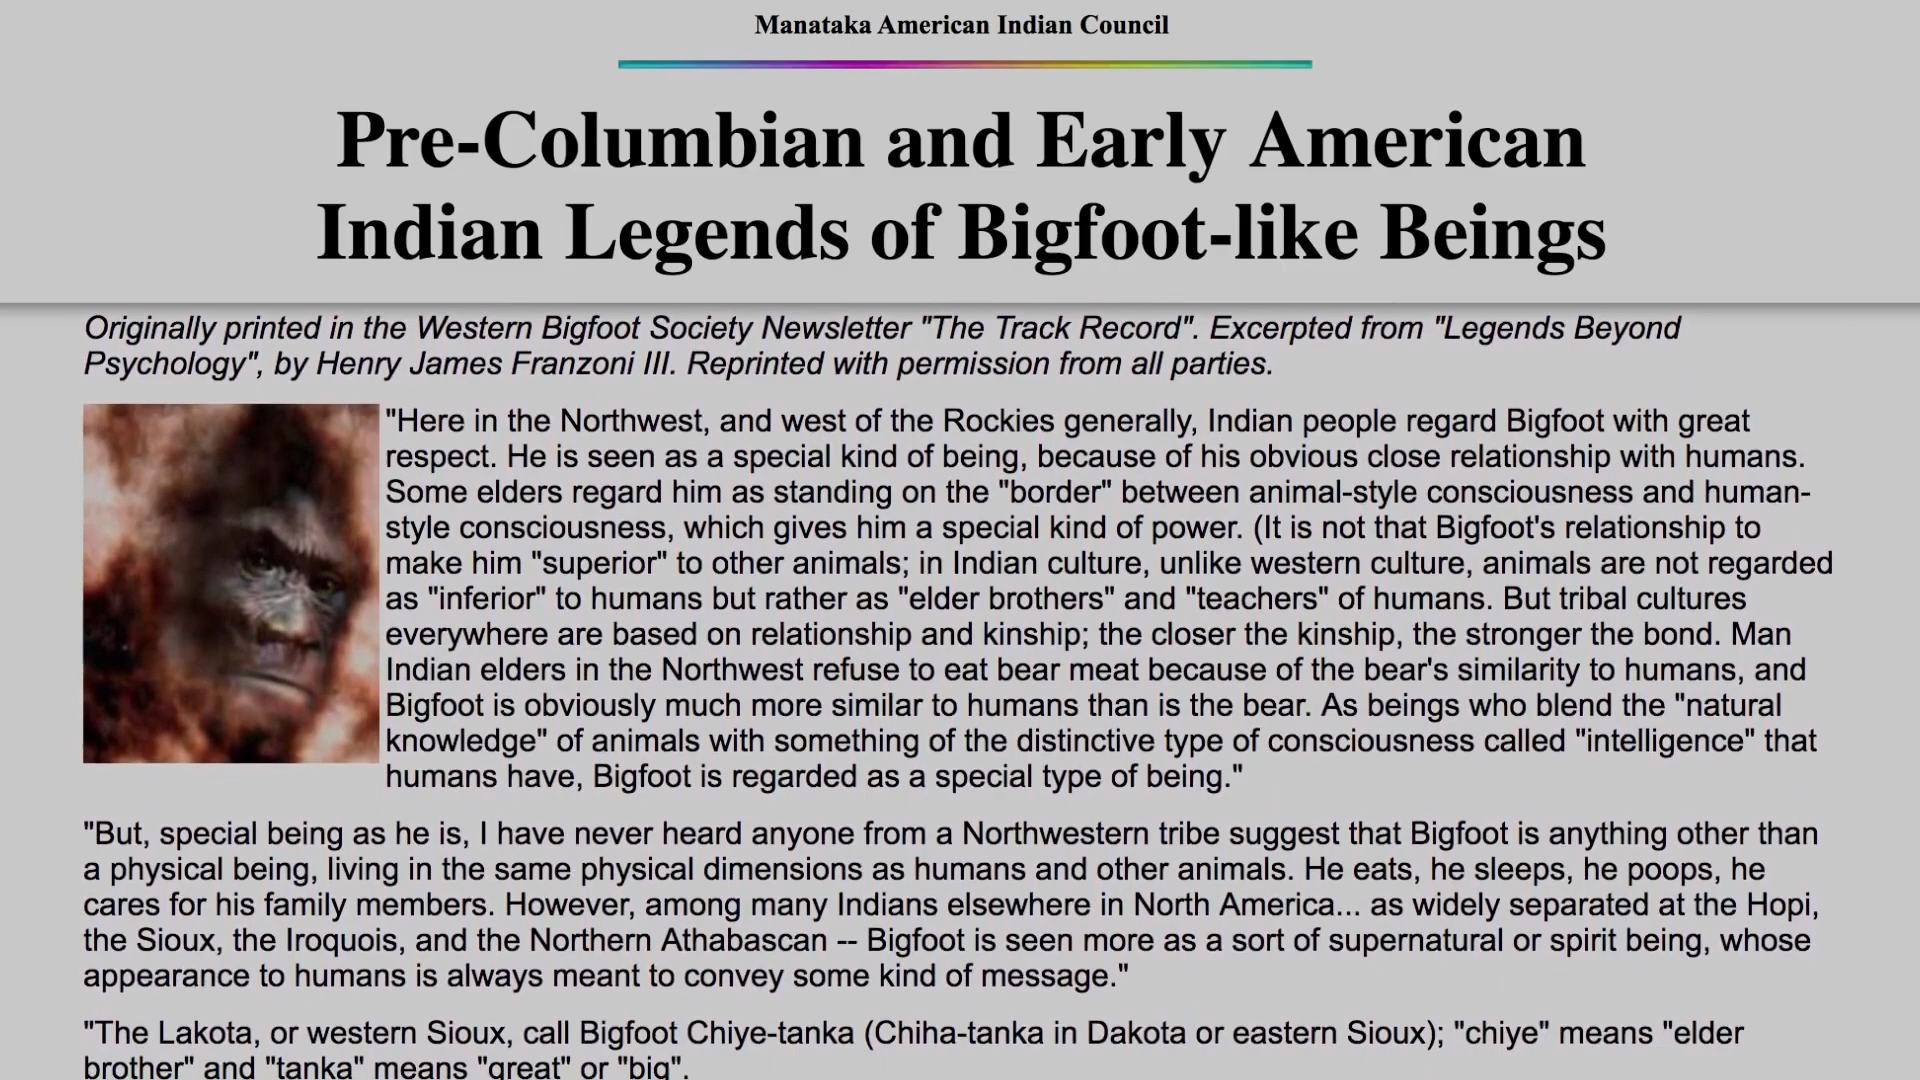 Manataka American Indian Council
Pre-Columbian and Early American
Indian Legends of Bigfoot-like Beings
Originally printed in the Western Bigfoot Society Newsletter "The Track Record". Excerpted from "Legends Beyond
Psychology", by Henry James Franzoni III. Reprinted with permission from all parties.
"Here in the Northwest, and west of the Rockies generally, Indian people regard Bigfoot with great
respect. He is seen as a special kind of being, because of his obvious close relationship with humans.
Some elders regard him as standing on the "border" between animal-style consciousness and human-
style consciousness, which gives him a special kind of power. (It is not that Bigfoot's relationship to
make him "superior" to other animals; in Indian culture, unlike western culture, animals are not regarded
as "inferior" to humans but rather as "elder brothers" and "teachers" of humans. But tribal cultures
everywhere are based on relationship and kinship; the closer the kinship, the stronger the bond. Man
Indian elders in the Northwest refuse to eat bear meat because of the bear's similarity to humans, and
Bigfoot is obviously much more similar to humans than is the bear. As beings who blend the "natural
knowledge" of animals with something of the distinctive type of consciousness called "intelligence" that
humans have, Bigfoot is regarded as a special type of being."
"But, special being as he is, I have never heard anyone from a Northwestern tribe suggest that Bigfoot is anything other than
a physical being, living in the same physical dimensions as humans and other animals. He eats, he sleeps, he poops, he
cares for his family members. However, among many Indians elsewhere in North America... as widely separated at the Hopi,
the Sioux, the Iroquois, and the Northern Athabascan -- Bigfoot is seen more as a sort of supernatural or spirit being, whose
appearance to humans is always meant to convey some kind of message."
"The Lakota, or western Sioux, call Bigfoot Chiye-tanka (Chiha-tanka in Dakota or eastern Sioux); "chiye" means "elder
brother" and "tanka" means "great" or "big".